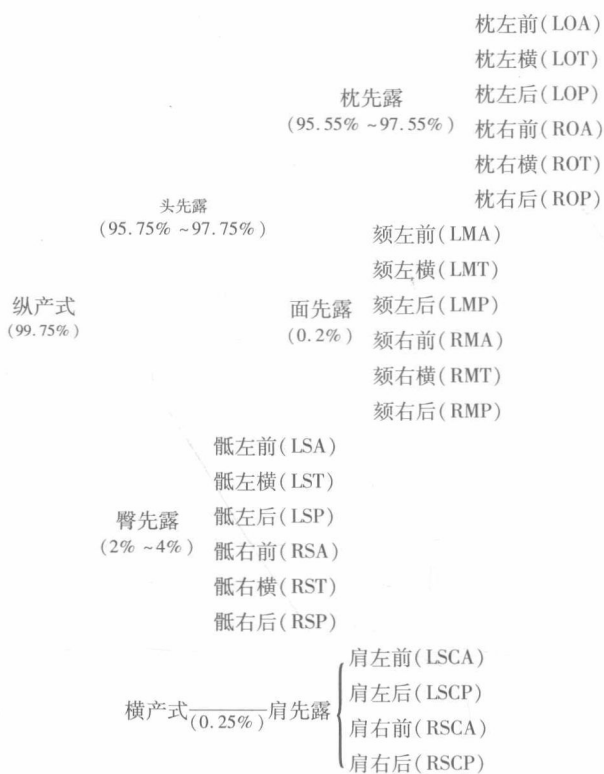 枕左前(LOA)
枕左横(LOT)
枕先露
枕左后(LOP)
(95.55% ~97.55%)
枕右前(ROA)
枕右横(ROT)
枕右后(ROP)
头先露
(95.75% ~97.75%)
颏左前(LMA)
颏左横(LMT)
纵产式
(99.75%)
面先露
(0.2%)
颏左后(LMP)
颏右前(RMA)
颏右横(RMT)
颏右后(RMP)
骶左前(LSA)
骶左横(LST)
臀先露
(2% ~4%)
骶左后(LSP)
骶右前(RSA)
骶右横(RST)
骶右后(RSP)
肩左前(LSCA)
横产式 (0.25%) 肩先露
肩左后(LSCP)
肩右前(RSCA)
肩右后(RSCP)